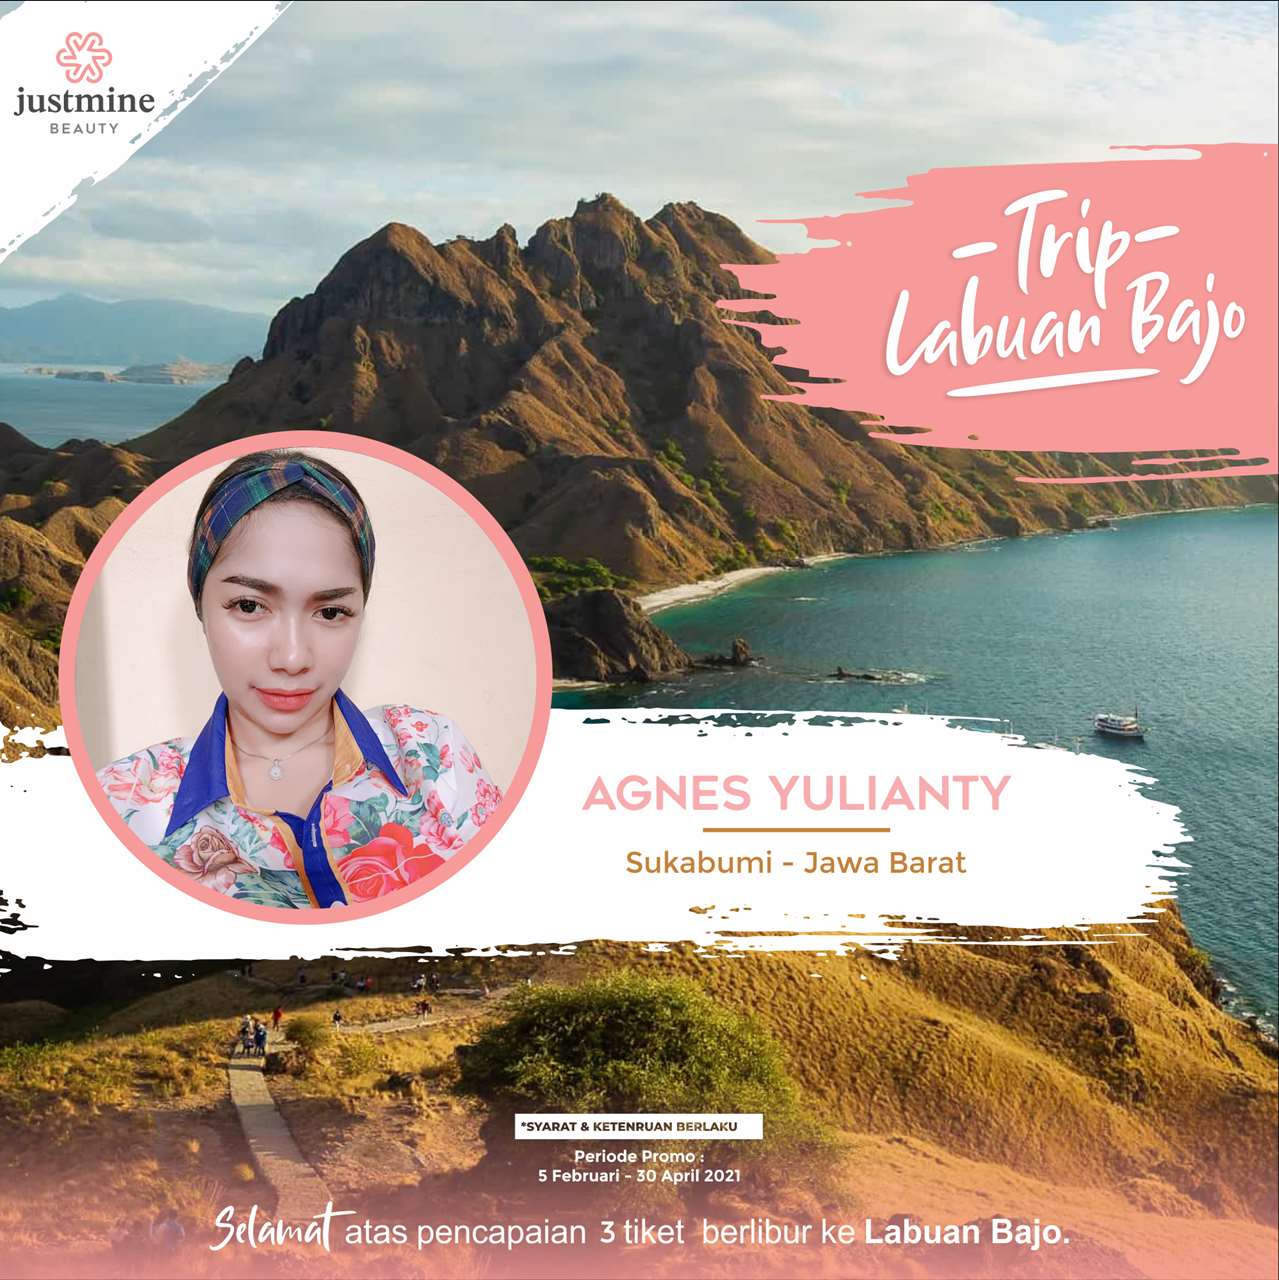 justmine
BEAUTY
-Trip-
Labuan Bajo
AGNES YULIANTY
Sukabumi - Jawa Barat
*SYARAT & KETENRUAN BERLAKU
Periode Promo :
5 Februari - 30 April 2021
Selamat atas pencapaian 3 tiket berlibur ke Labuan Bajo.